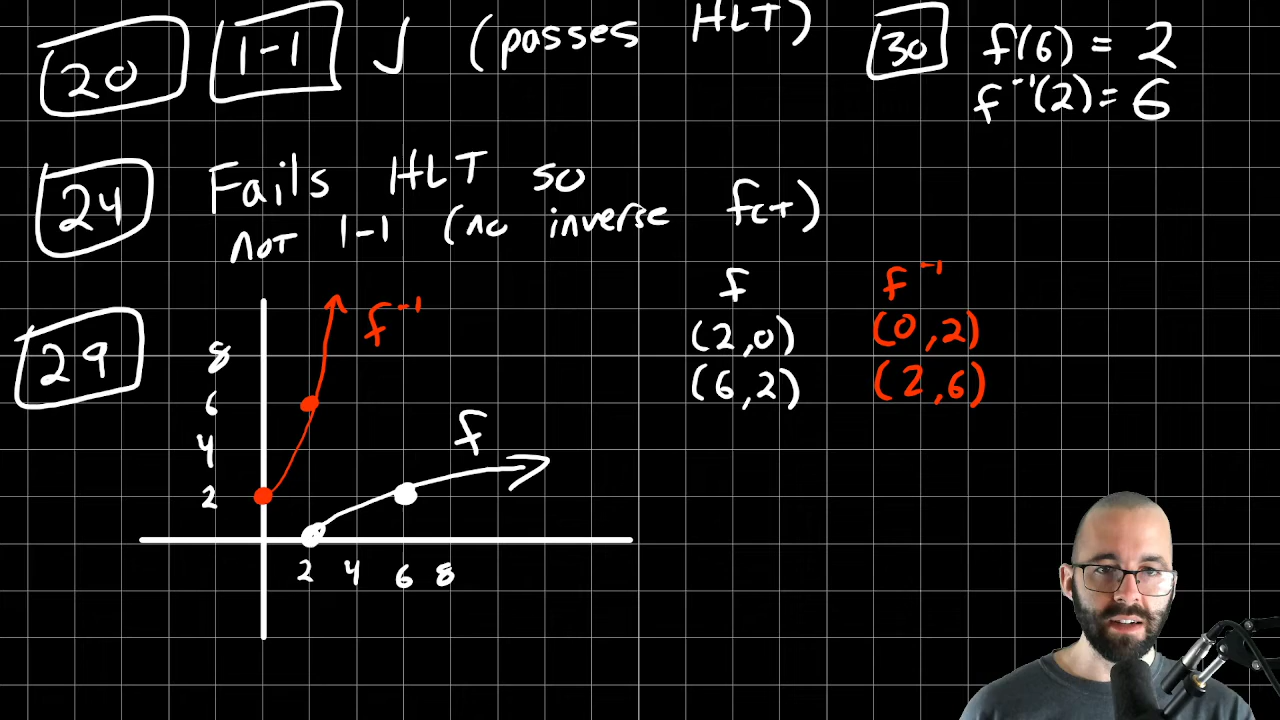 20 1-1 ✓ (passes HLT)
30 f(6) = 2
f⁻¹(2) = 6
24 Fails HLT so
not 1-1 (no inverse fct)
29
f⁻¹
8
6
4
2
f
2 4 6 8
f f⁻¹
(2,0) (0,2)
(6,2) (2,6)